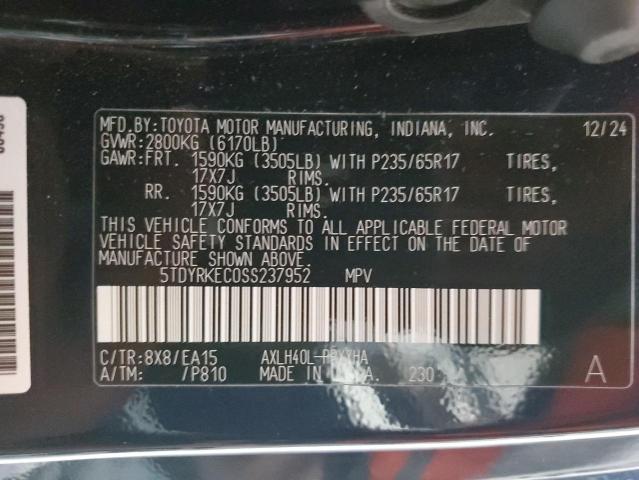 MFD.BY:TOYOTA MOTOR MANUFACTURING, INDIANA, INC. 12/24
GVWR:2800KG (6170LB)
GAWR:FRT. 1590KG (3505LB) WITH P235/65R17 TIRES,
17X7J RIMS.
RR. 1590KG (3505LB) WITH P235/65R17 TIRES,
17X7J RIMS.
THIS VEHICLE CONFORMS TO ALL APPLICABLE FEDERAL MOTOR
VEHICLE SAFETY STANDARDS IN EFFECT ON THE DATE OF
MANUFACTURE SHOWN ABOVE.
5TDYRKEC0SS237952 MPV
C/TR:8X8/EA15
A/TM: /P810 MADE IN U.S.A. 230 A